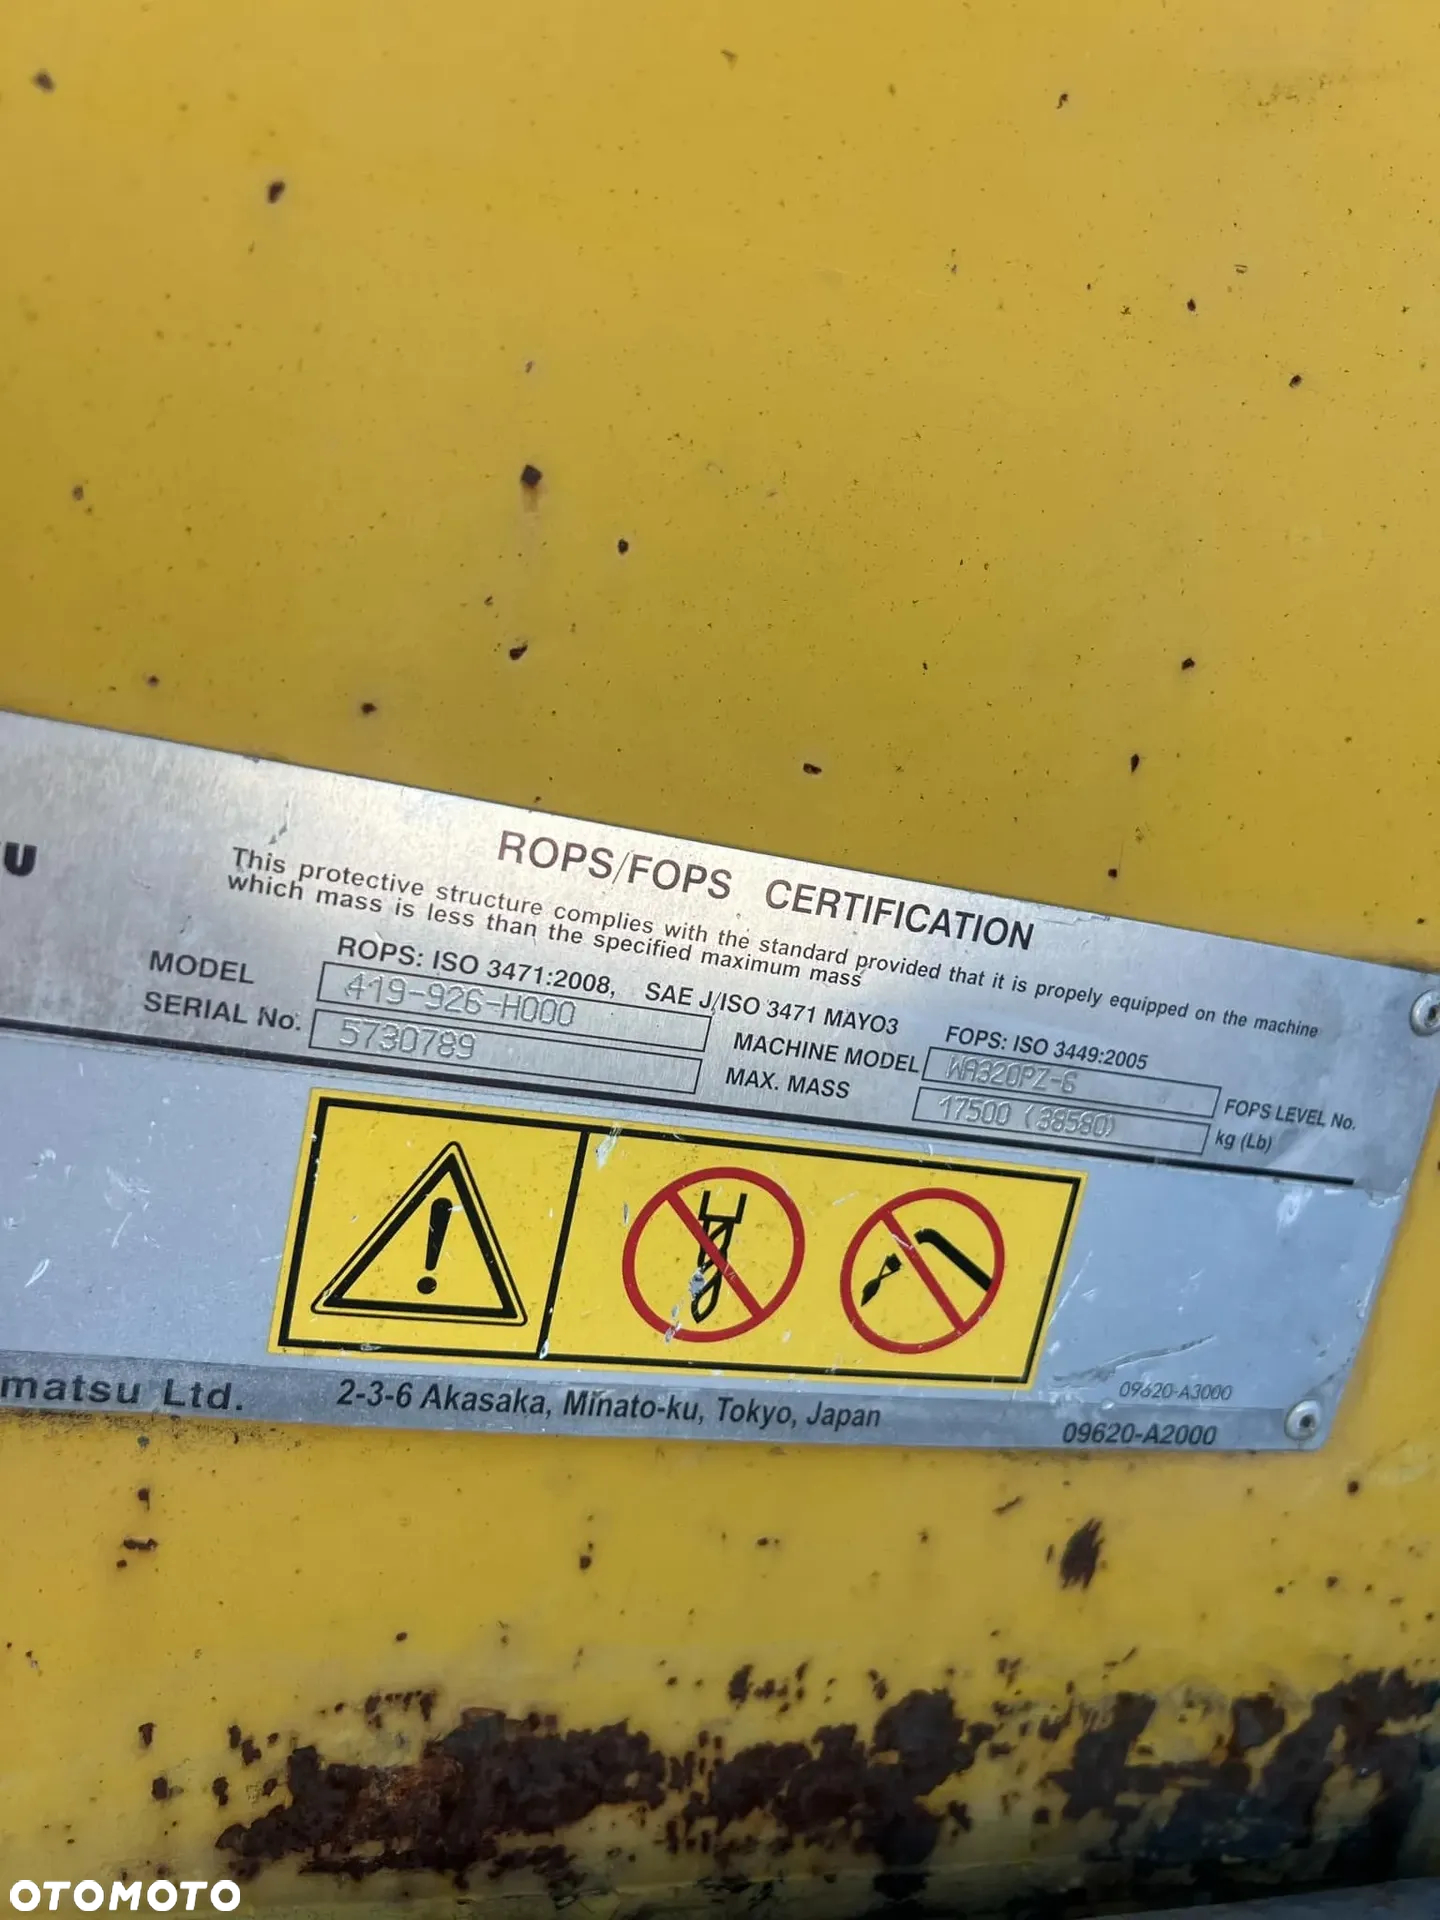 ROPS/FOPS CERTIFICATION
This protective structure complies with the standard provided that it is properly equipped on the machine
which mass is less than the specified maximum mass
ROPS: ISO 3471:2008, SAE J/ISO 3471 MAYO3 FOPS: ISO 3449:2005
MODEL 419-926-H000 MACHINE MODEL WA320PZ-6 FOPS LEVEL No.
SERIAL No. 5730789 MAX. MASS 17500 (38580) kg (Lb)
09620-A3000
matsu Ltd. 2-3-6 Akasaka, Minato-ku, Tokyo, Japan 09620-A2000
OTOMOTO